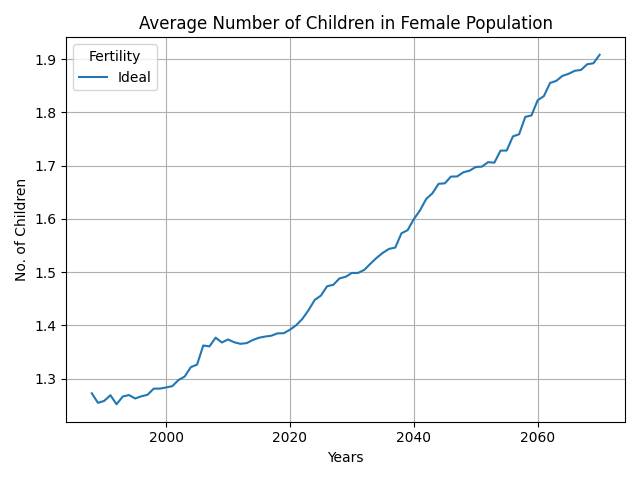 Average Number of Children in Female Population
Fertility
Ideal
No. of Children
1.9
1.8
1.7
1.6
1.5
1.4
1.3
2000 2020 2040 2060
Years